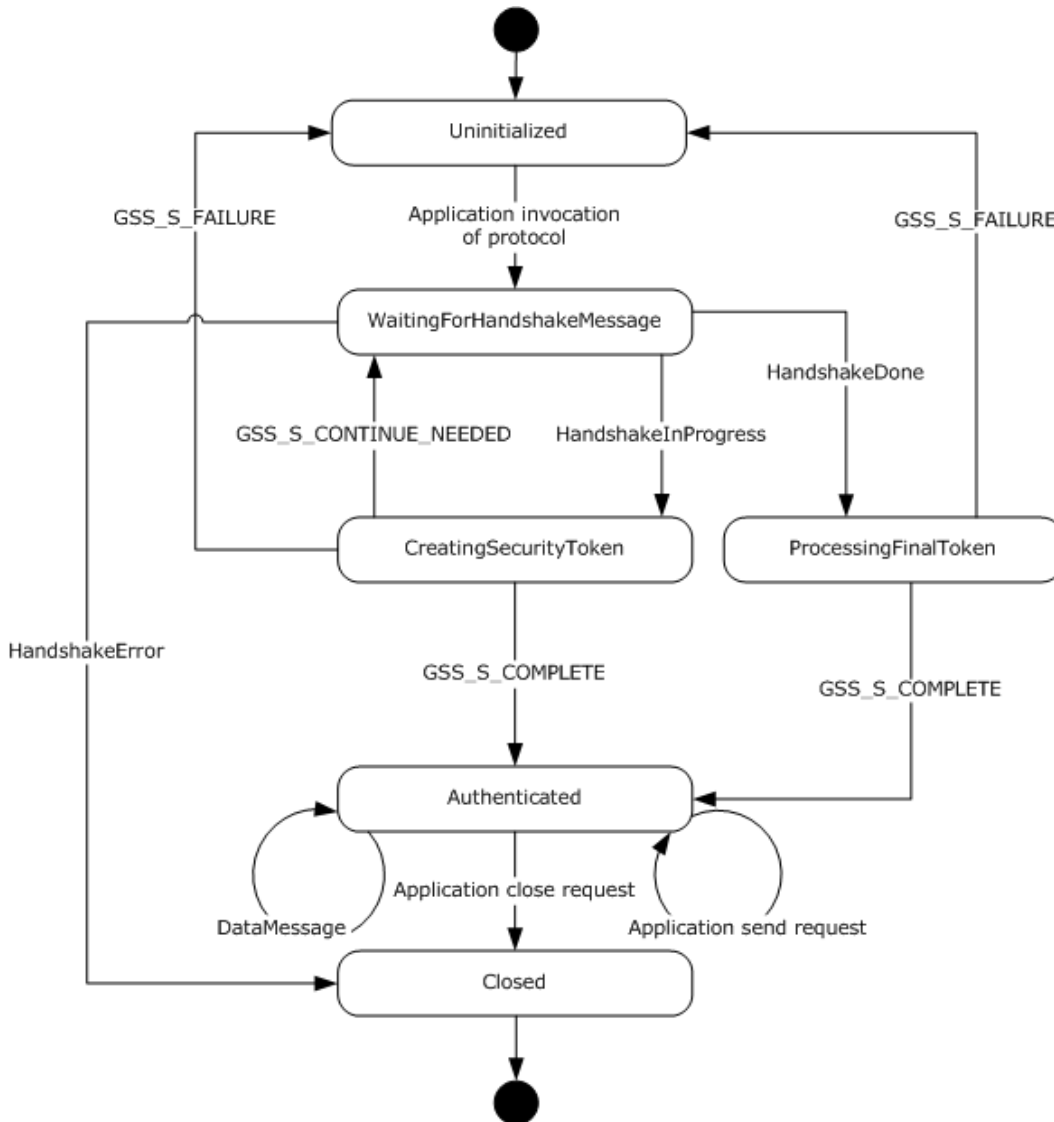 Uninitialized
GSS_S_FAILURE
Application invocation
of protocol
GSS_S_FAILURE
WaitingForHandshakeMessage
HandshakeDone
GSS_S_CONTINUE_NEEDED
HandshakeInProgress
CreatingSecurityToken
ProcessingFinalToken
HandshakeError
GSS_S_COMPLETE
GSS_S_COMPLETE
Authenticated
Application close request
DataMessage
Application send request
Closed